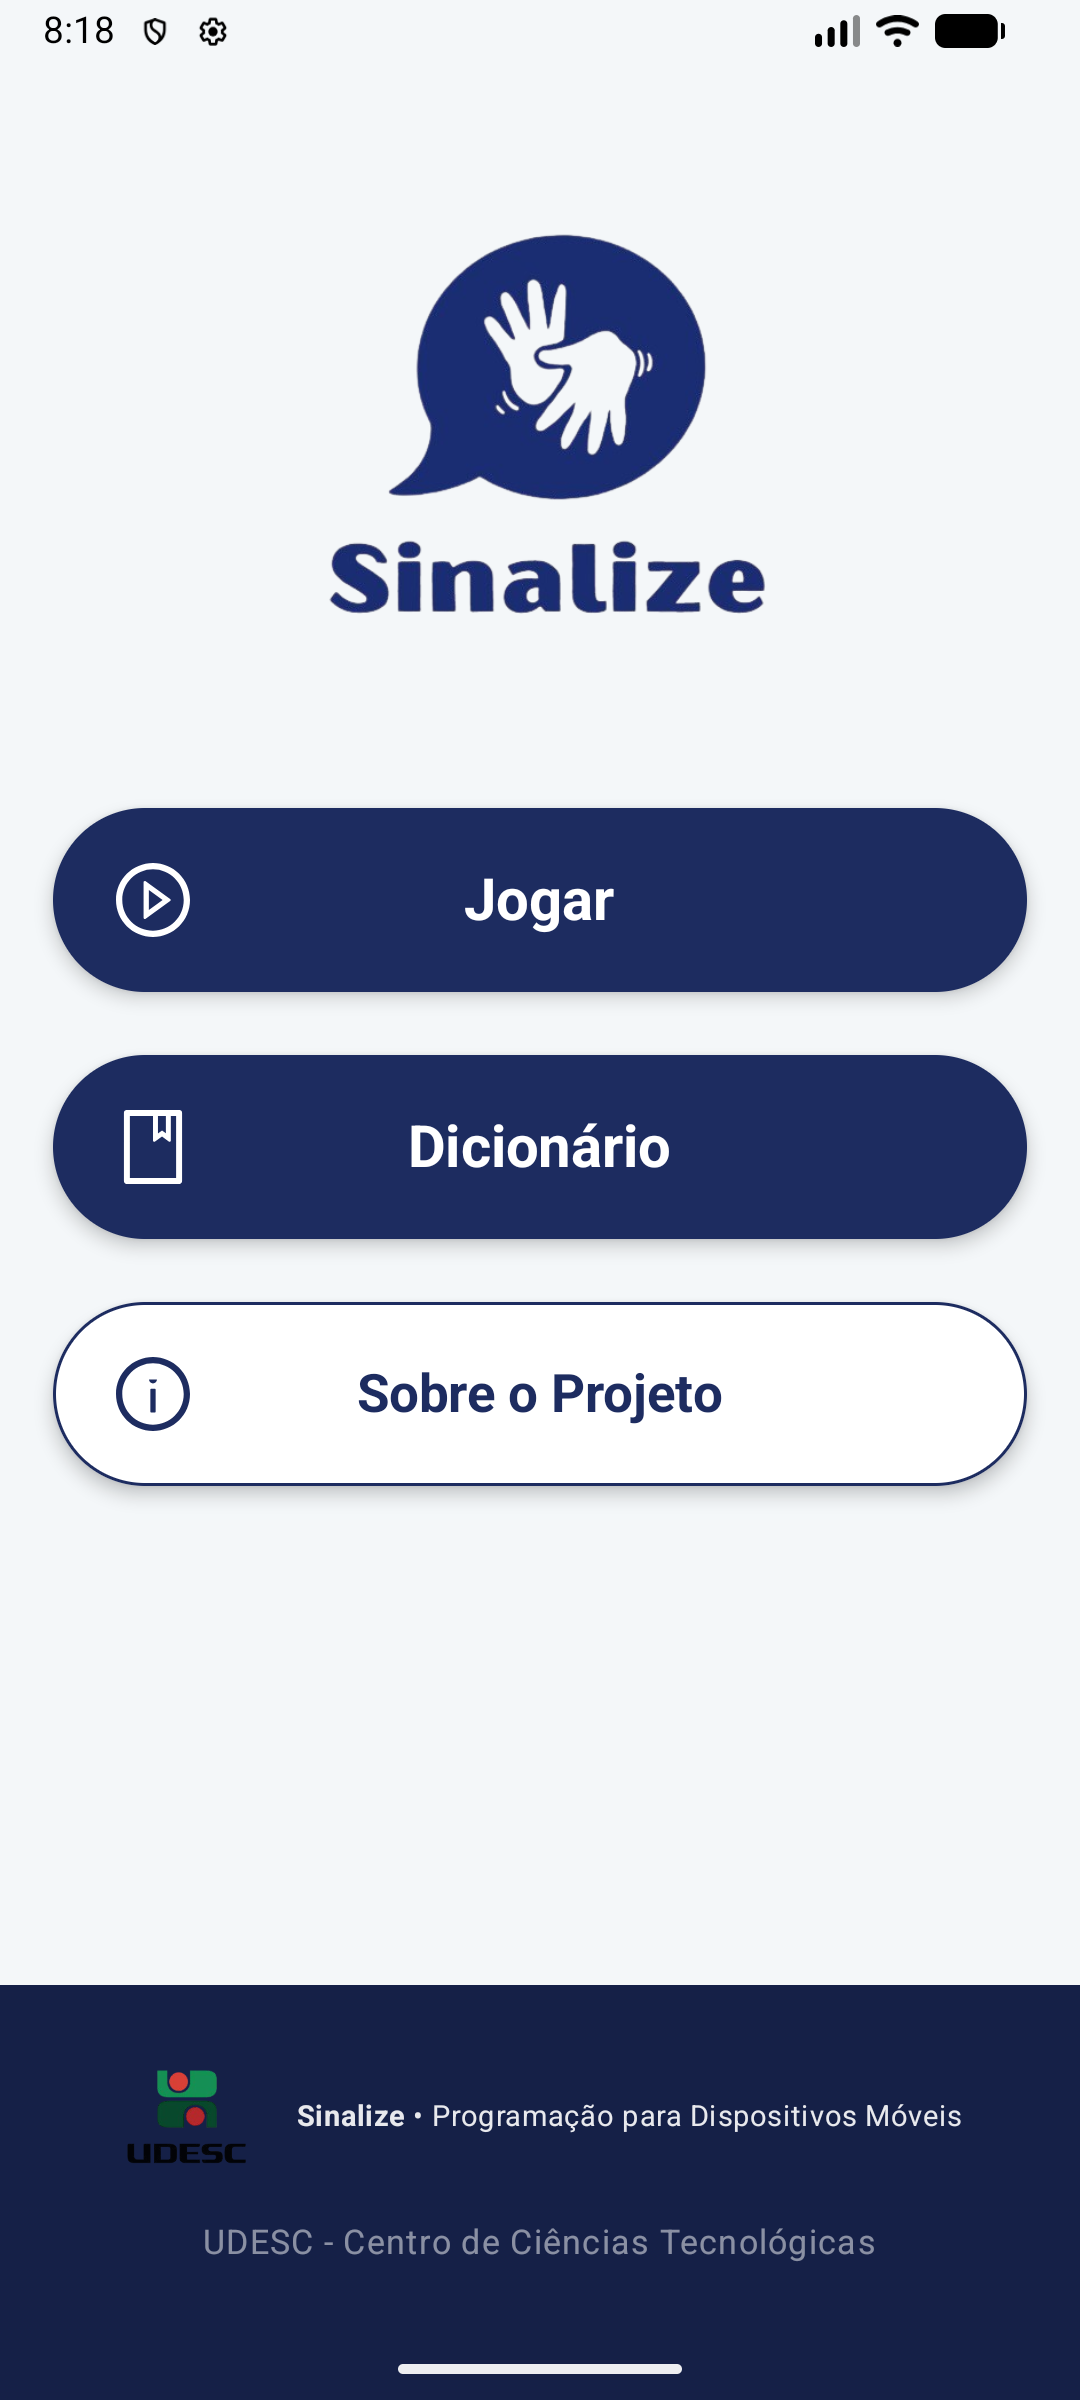 8:18
Sinalize
Jogar
Dicionário
Sobre o Projeto
UDESC
Sinalize • Programação para Dispositivos Móveis
UDESC - Centro de Ciências Tecnológicas